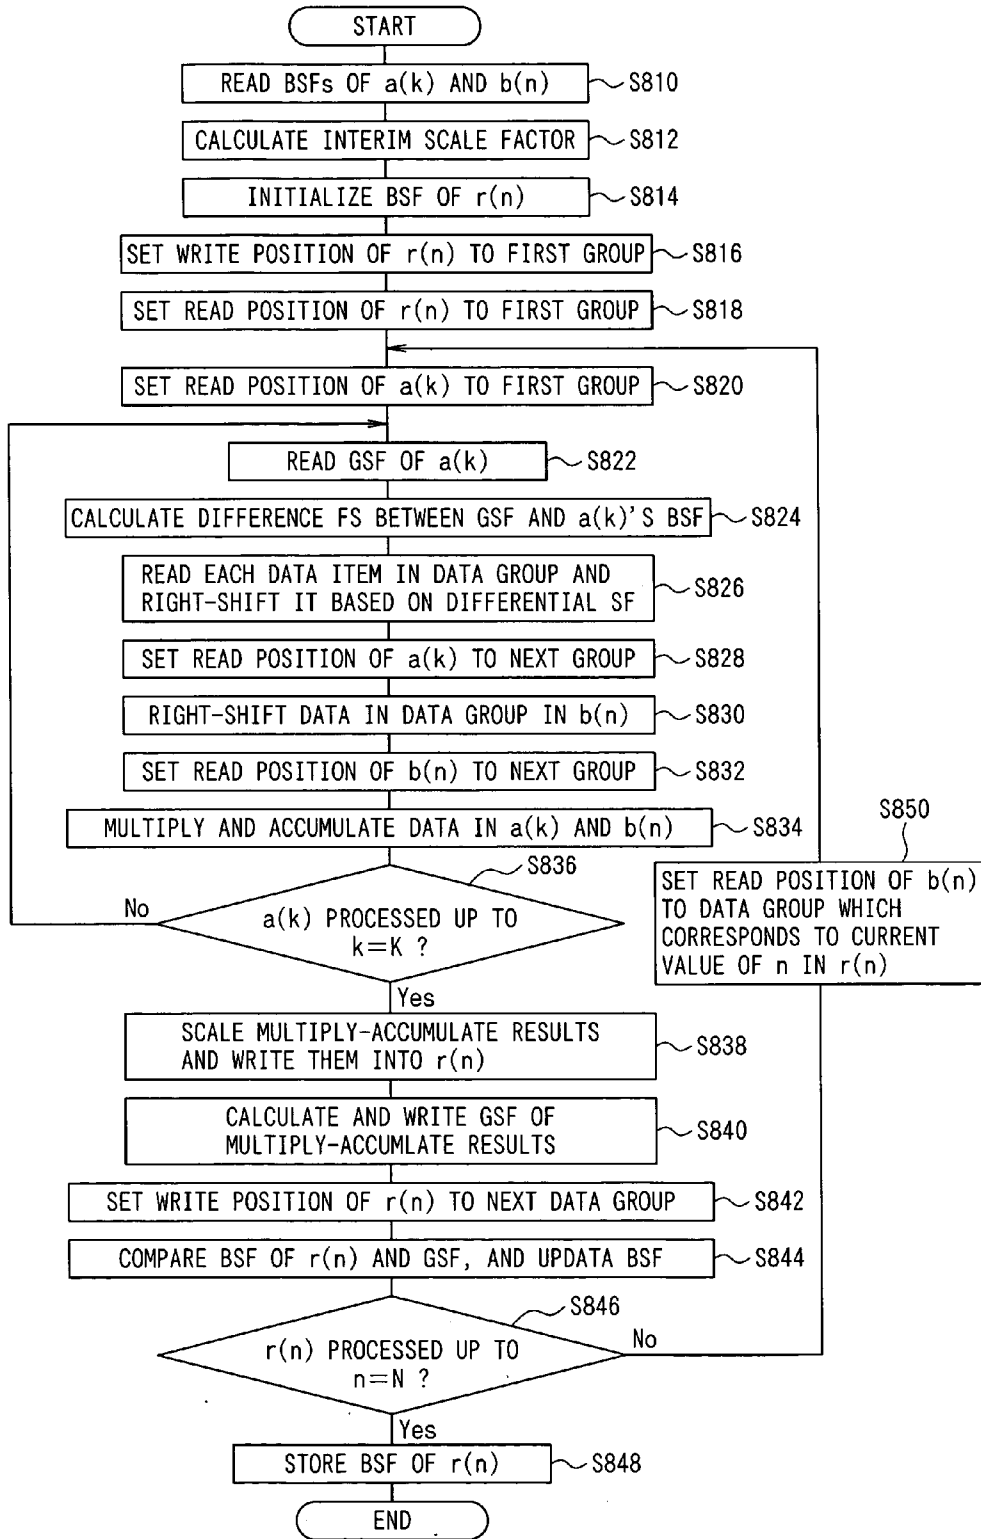 START
READ BSFs OF a(k) AND b(n)
S810
CALCULATE INTERIM SCALE FACTOR
S812
INITIALIZE BSF OF r(n)
S814
SET WRITE POSITION OF r(n) TO FIRST GROUP
S816
SET READ POSITION OF r(n) TO FIRST GROUP
S818
SET READ POSITION OF a(k) TO FIRST GROUP
S820
READ GSF OF a(k)
S822
CALCULATE DIFFERENCE FS BETWEEN GSF AND a(k)'S BSF
S824
READ EACH DATA ITEM IN DATA GROUP AND
RIGHT-SHIFT IT BASED ON DIFFERENTIAL SF
S826
SET READ POSITION OF a(k) TO NEXT GROUP
S828
RIGHT-SHIFT DATA IN DATA GROUP IN b(n)
S830
SET READ POSITION OF b(n) TO NEXT GROUP
S832
MULTIPLY AND ACCUMULATE DATA IN a(k) AND b(n)
S834
S836
No
a(k) PROCESSED UP TO
k=K ?
Yes
S850
SET READ POSITION OF b(n)
TO DATA GROUP WHICH
CORRESPONDS TO CURRENT
VALUE OF n IN r(n)
SCALE MULTIPLY-ACCUMULATE RESULTS
AND WRITE THEM INTO r(n)
S838
CALCULATE AND WRITE GSF OF
MULTIPLY-ACCUMLATE RESULTS
S840
SET WRITE POSITION OF r(n) TO NEXT DATA GROUP
S842
COMPARE BSF OF r(n) AND GSF, AND UPDATA BSF
S844
S846
r(n) PROCESSED UP TO
n=N ?
No
Yes
STORE BSF OF r(n)
S848
END